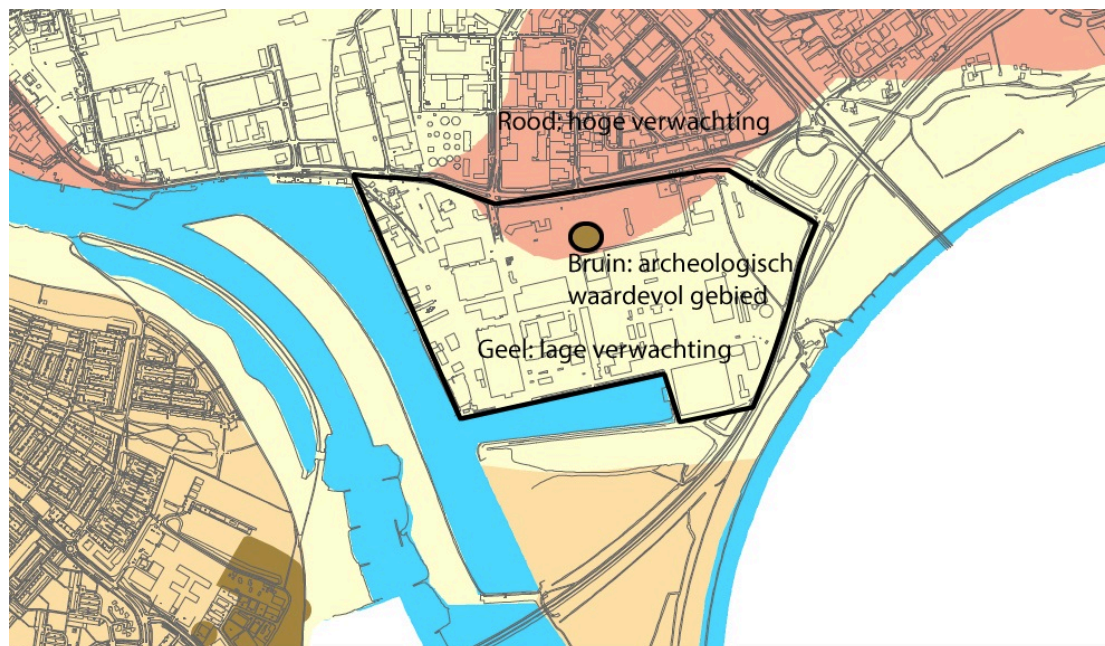 Rood: hoge verwachting
Bruin: archeologisch
waardevol gebied
Geel: lage verwachting